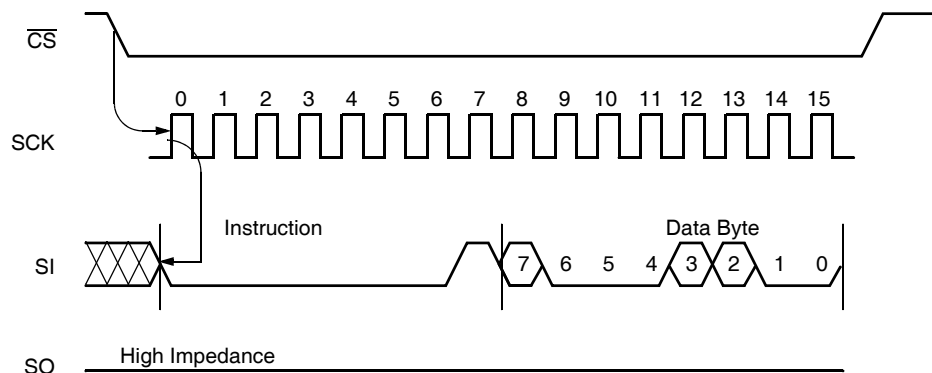 CS
0 1 2 3 4 5 6 7 8 9 10 11 12 13 14 15
SCK
Instruction Data Byte
SI 7 6 5 4 3 2 1 0
High Impedance
SO